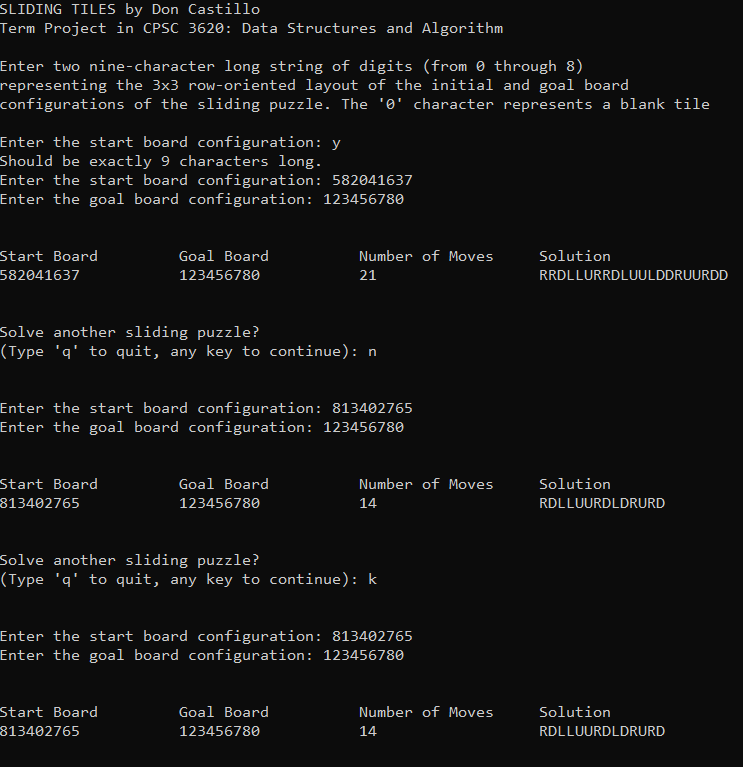 SLIDING TILES by Don Castillo
Term Project in CPSC 3620: Data Structures and Algorithm
Enter two nine-character long string of digits (from 0 through 8)
representing the 3x3 row-oriented layout of the initial and goal board
configurations of the sliding puzzle. The '0' character represents a blank tile
Enter the start board configuration: y
Should be exactly 9 characters long.
Enter the start board configuration: 582041637
Enter the goal board configuration: 123456780
Start Board Goal Board Number of Moves Solution
582041637 123456780 21 RRDLLURRDLUULDDRUURDD
Solve another sliding puzzle?
(Type 'q' to quit, any key to continue): n
Enter the start board configuration: 813402765
Enter the goal board configuration: 123456780
Start Board Goal Board Number of Moves Solution
813402765 123456780 14 RDLLUURDLDRURD
Solve another sliding puzzle?
(Type 'q' to quit, any key to continue): k
Enter the start board configuration: 813402765
Enter the goal board configuration: 123456780
Start Board Goal Board Number of Moves Solution
813402765 123456780 14 RDLLUURDLDRURD